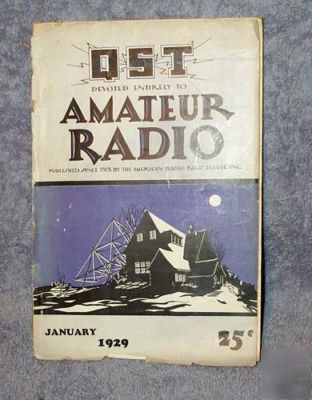 QST
DEVOTED ENTIRELY TO
AMATEUR
RADIO
PUBLISHED SINCE 1915 BY THE AMERICAN RADIO RELAY LEAGUE INC.
JANUARY
1929
25¢